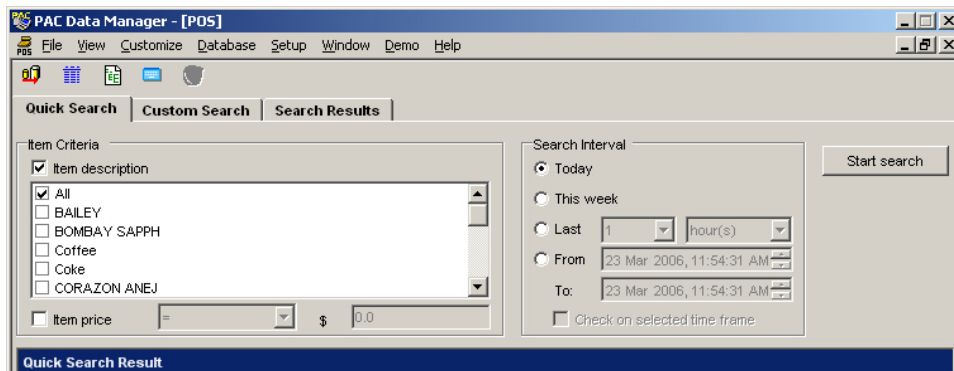 PAC Data Manager - [POS]
POS File View Customize Database Setup Window Demo Help
Quick Search Custom Search Search Results
Item Criteria
Item description
All
BAILEY
BOMBAY SAPPH
Coffee
Coke
CORAZON ANEJ
Item price = $ 0.0
Search Interval
Today
This week
Last 1 hour(s)
From 23 Mar 2006, 11:54:31 AM
To: 23 Mar 2006, 11:54:31 AM
Check on selected time frame
Start search
Quick Search Result